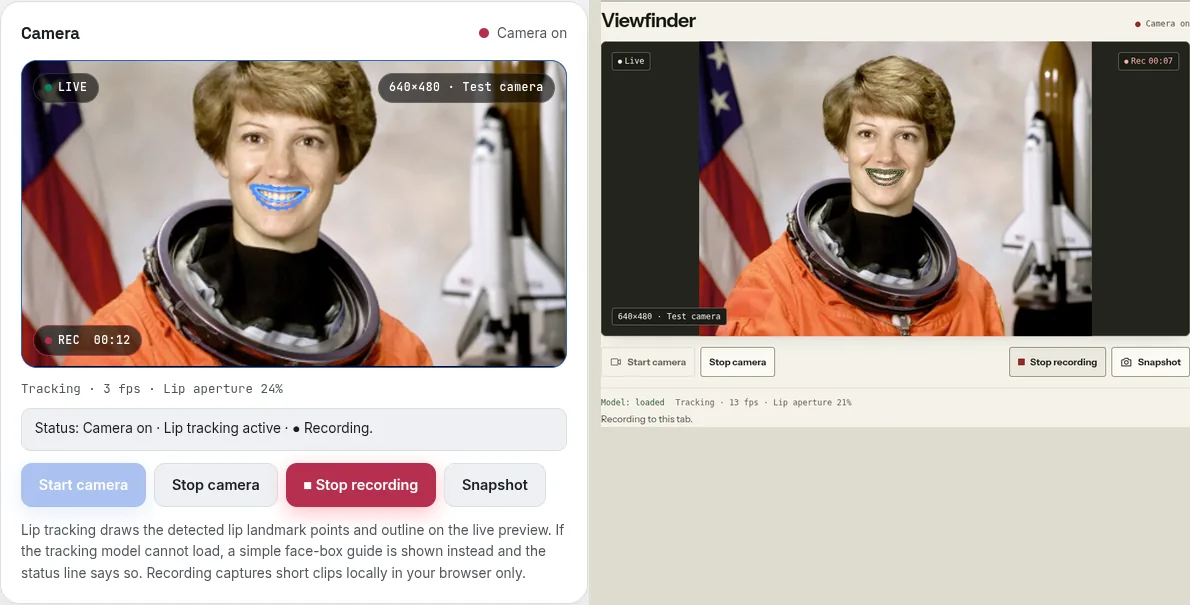 Camera
Camera on
LIVE
640×480 · Test camera
REC 00:12
Tracking · 3 fps · Lip aperture 24%
Status: Camera on · Lip tracking active · ● Recording.
Start camera
Stop camera
■ Stop recording
Snapshot
Lip tracking draws the detected lip landmark points and outline on the live preview. If
the tracking model cannot load, a simple face-box guide is shown instead and the
status line says so. Recording captures short clips locally in your browser only.
Viewfinder
Camera on
Live
Rec 00:07
640×480 · Test camera
Start camera
Stop camera
Stop recording
Snapshot
Model: loaded Tracking · 13 fps · Lip aperture 21%
Recording to this tab.